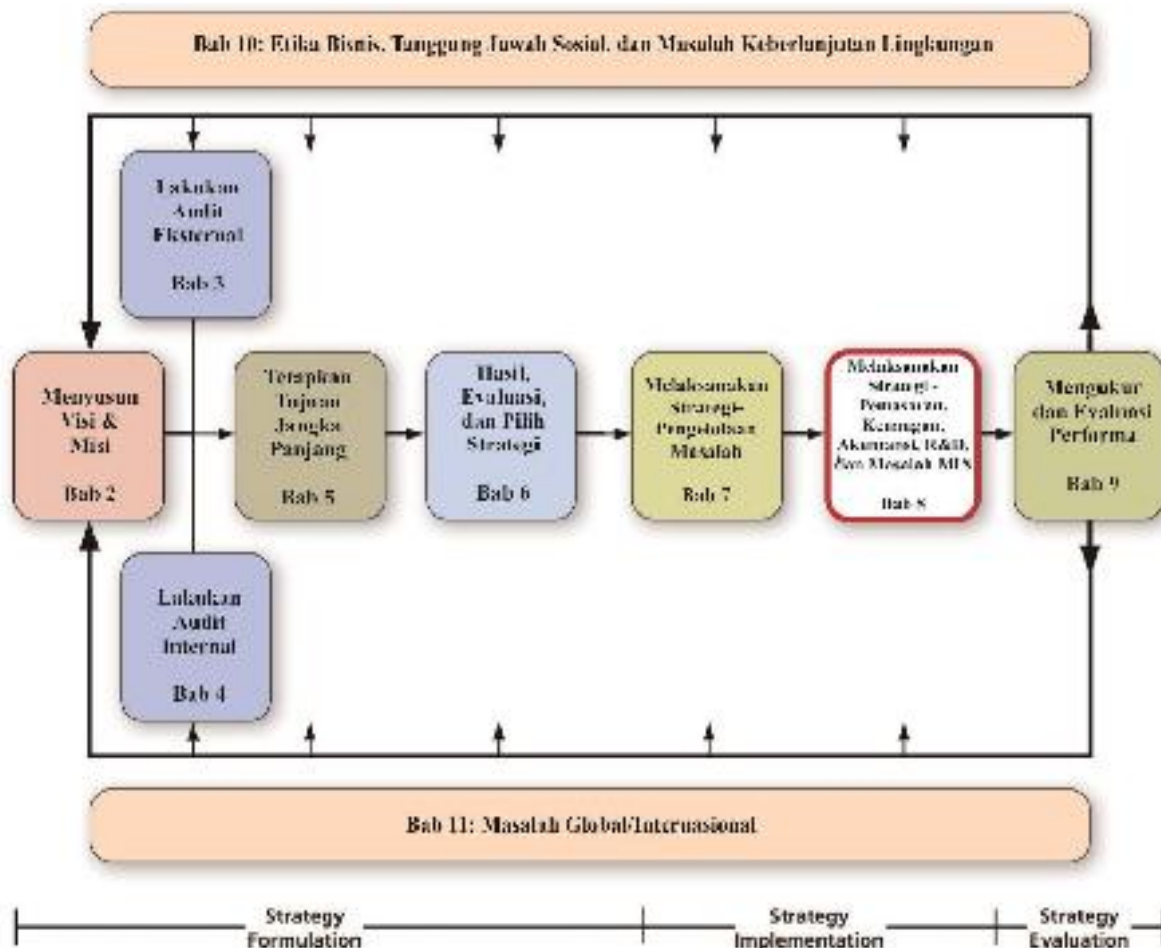 Bab 10: Etika Bisnis, Tanggung Jawab Sosial, dan Masalah Keberlanjutan Lingkungan
Lakukan
Audit
Eksternal
Bab 3
Menyusun
Visi &
Misi
Bab 2
Tetapkan
Tujuan
Jangka
Panjang
Bab 5
Hasil,
Evaluasi,
dan Pilih
Strategi
Bab 6
Melaksanakan
Strategi-
Pengelolaan
Masalah
Bab 7
Melaksanakan
Strategi -
Pemasaran,
Keuangan,
Akuntansi, R&D,
dan Masalah MIS
Bab 8
Mengukur
dan Evaluasi
Performa
Bab 9
Lakukan
Audit
Internal
Bab 4
Bab 11: Masalah Global/Internasional
Strategy
Formulation
Strategy
Implementation
Strategy
Evaluation